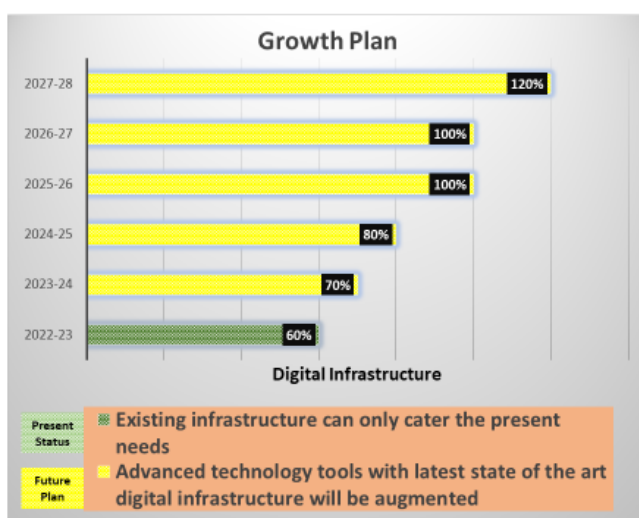 Growth Plan
2027-28 120%
2026-27 100%
2025-26 100%
2024-25 80%
2023-24 70%
2022-23 60%
Digital Infrastructure
Present
Status
Existing infrastructure can only cater the present
needs
Future
Plan
Advanced technology tools with latest state of the art
digital infrastructure will be augmented